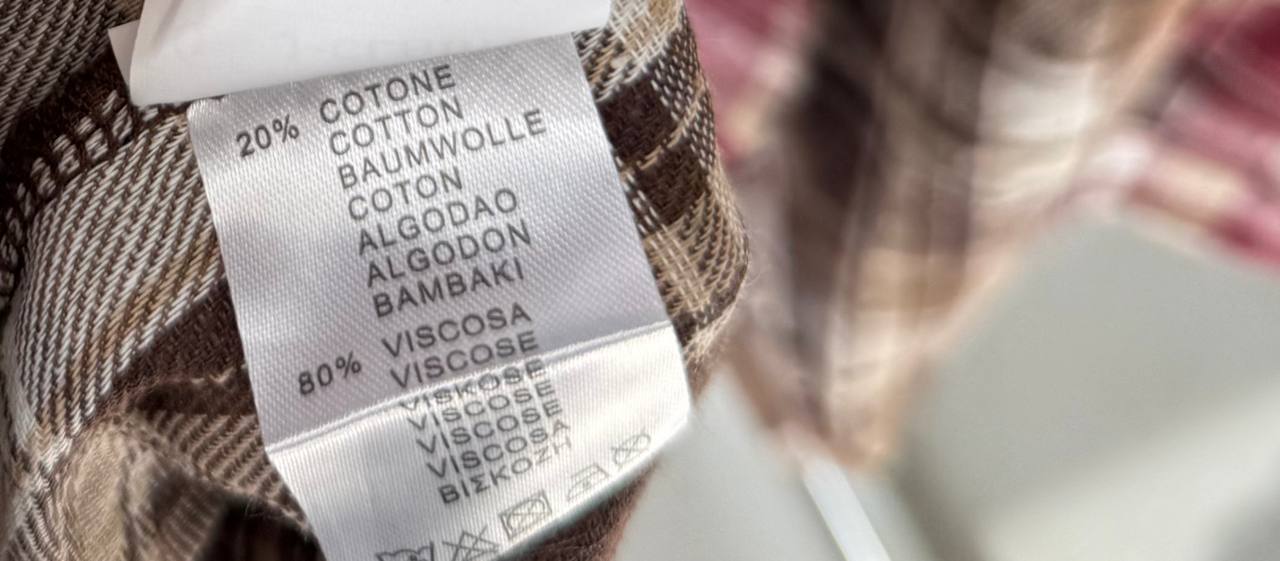 20% COTONE
COTTON
BAUMWOLLE
COTON
ALGODAO
ALGODON
BAMBAKI
VISCOSA
80% VISCOSE
VISKOSE
VISCOSE
VISCOSE
VISCOSA
ΒΙΣΚΟΖΗ